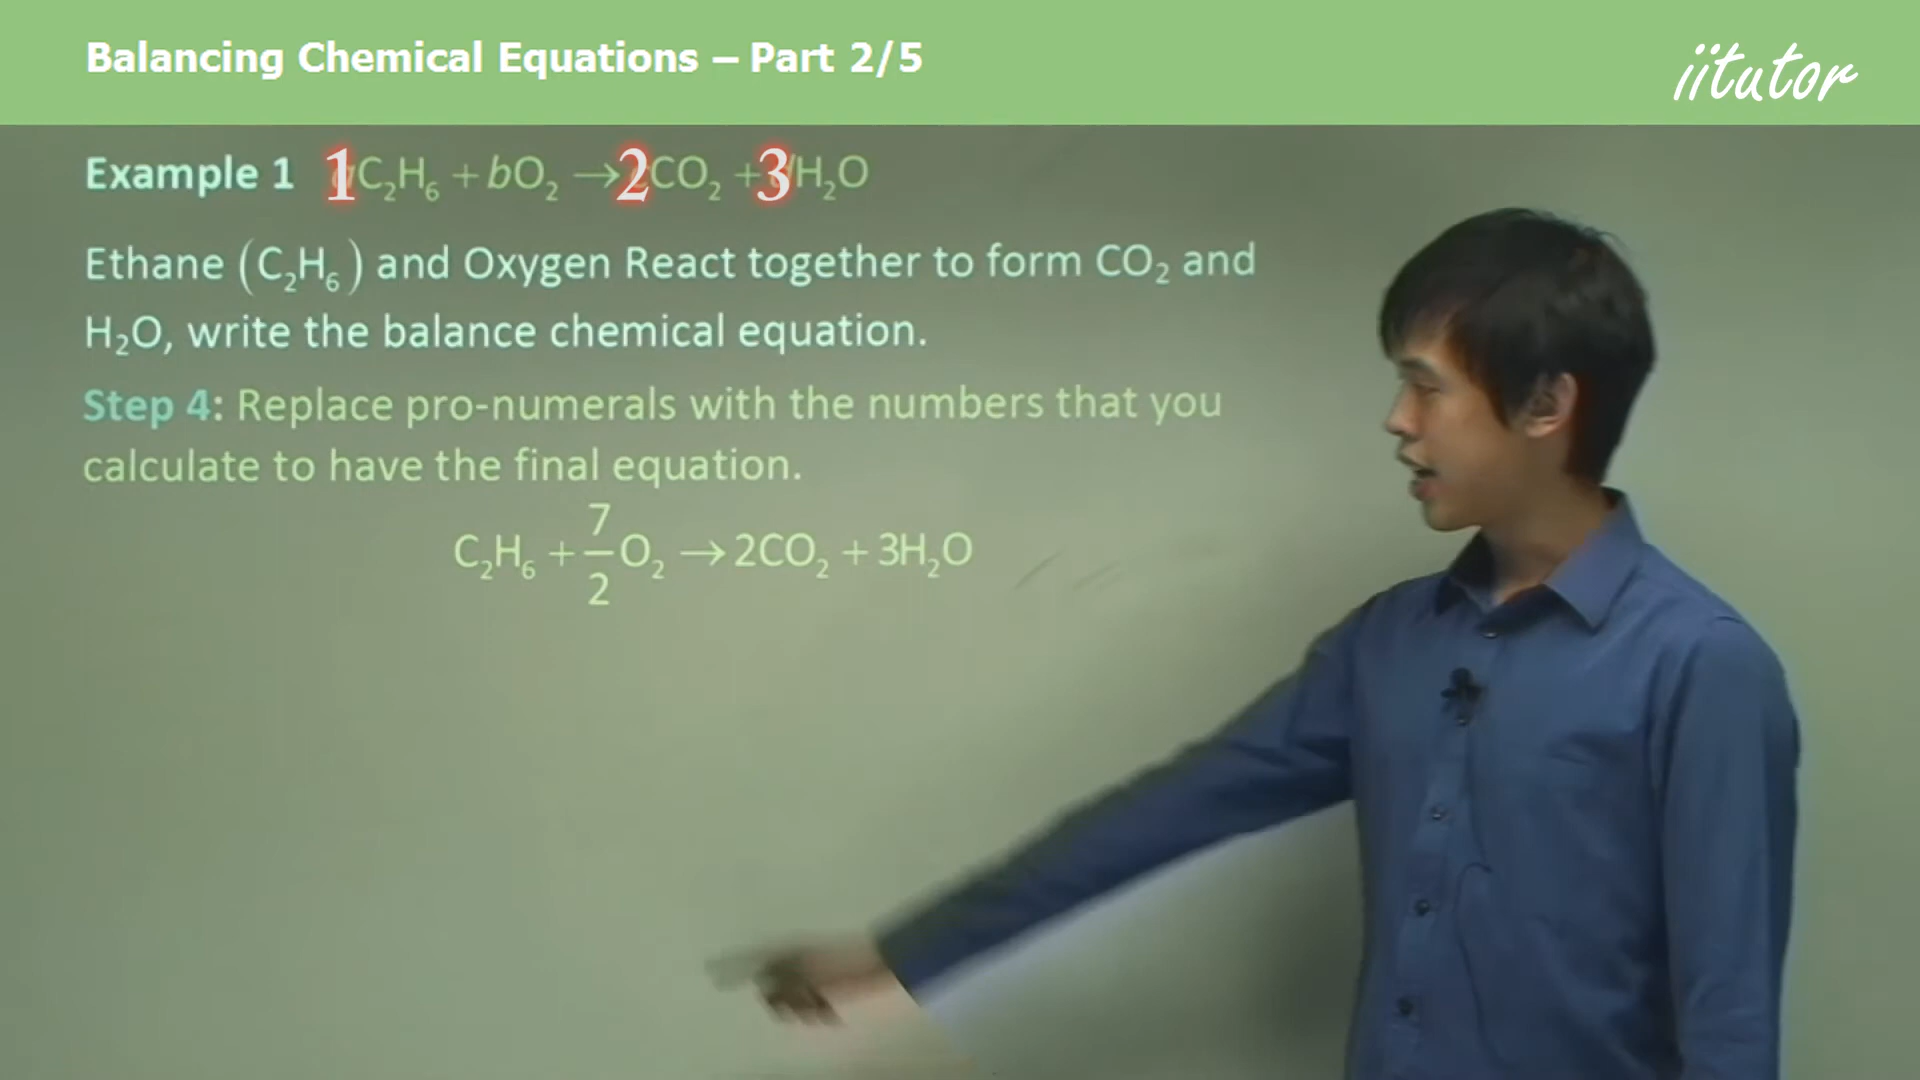 Balancing Chemical Equations – Part 2/5
iitutor
Example 1 1C₂H₆ + bO₂ → 2CO₂ + 3H₂O
Ethane (C₂H₆) and Oxygen React together to form CO₂ and
H₂O, write the balance chemical equation.
Step 4: Replace pro-numerals with the numbers that you
calculate to have the final equation.
C₂H₆ + 7/2 O₂ → 2CO₂ + 3H₂O